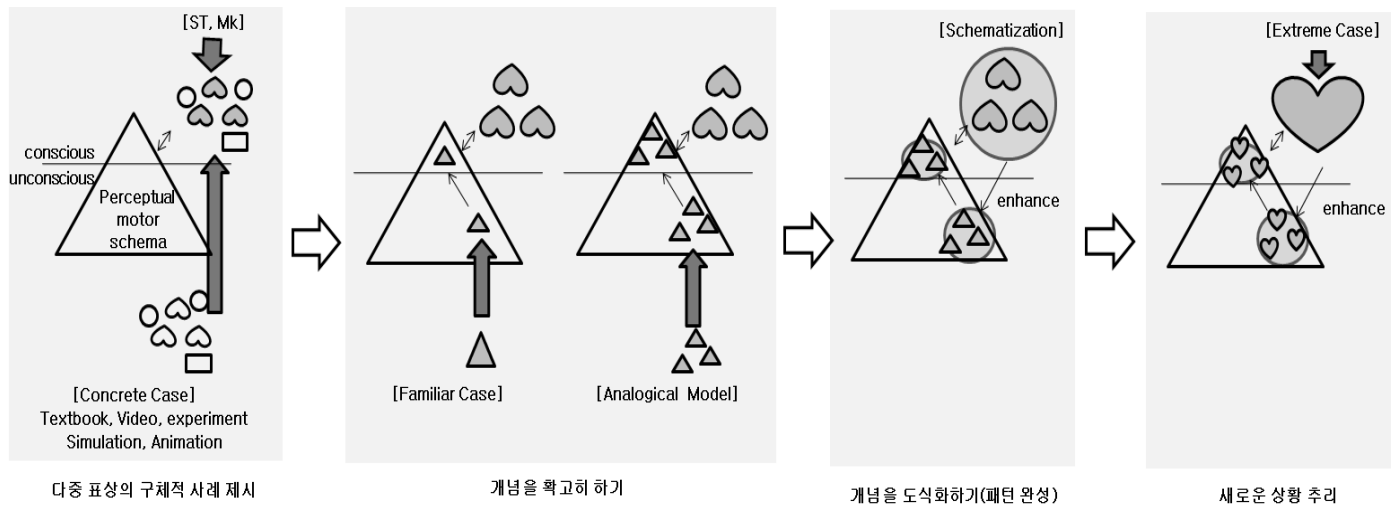 [ST, Mk]
conscious
unconscious
Perceptual
motor
schema
[Concrete Case]
Textbook, Video, experiment
Simulation, Animation
다중 표상의 구체적 사례 제시
[Familiar Case]
[Analogical Model]
개념을 확고히 하기
[Schematization]
enhance
개념을 도식화하기(패턴 완성)
[Extreme Case]
enhance
새로운 상황 추리